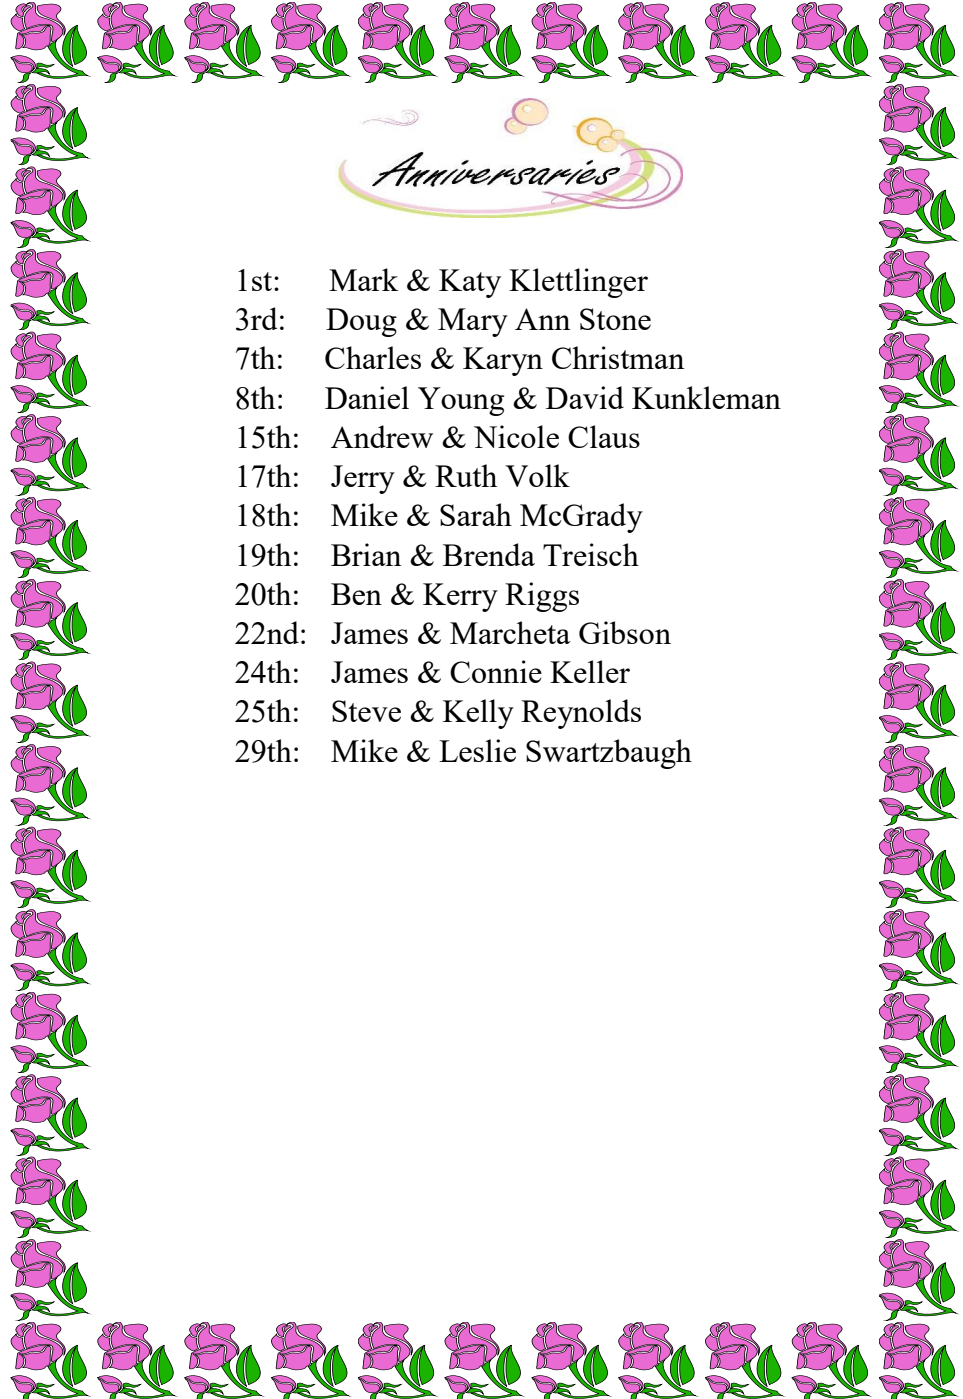 Anniversaries
1st: Mark & Katy Klettlinger
3rd: Doug & Mary Ann Stone
7th: Charles & Karyn Christman
8th: Daniel Young & David Kunkleman
15th: Andrew & Nicole Claus
17th: Jerry & Ruth Volk
18th: Mike & Sarah McGrady
19th: Brian & Brenda Treisch
20th: Ben & Kerry Riggs
22nd: James & Marcheta Gibson
24th: James & Connie Keller
25th: Steve & Kelly Reynolds
29th: Mike & Leslie Swartzbaugh